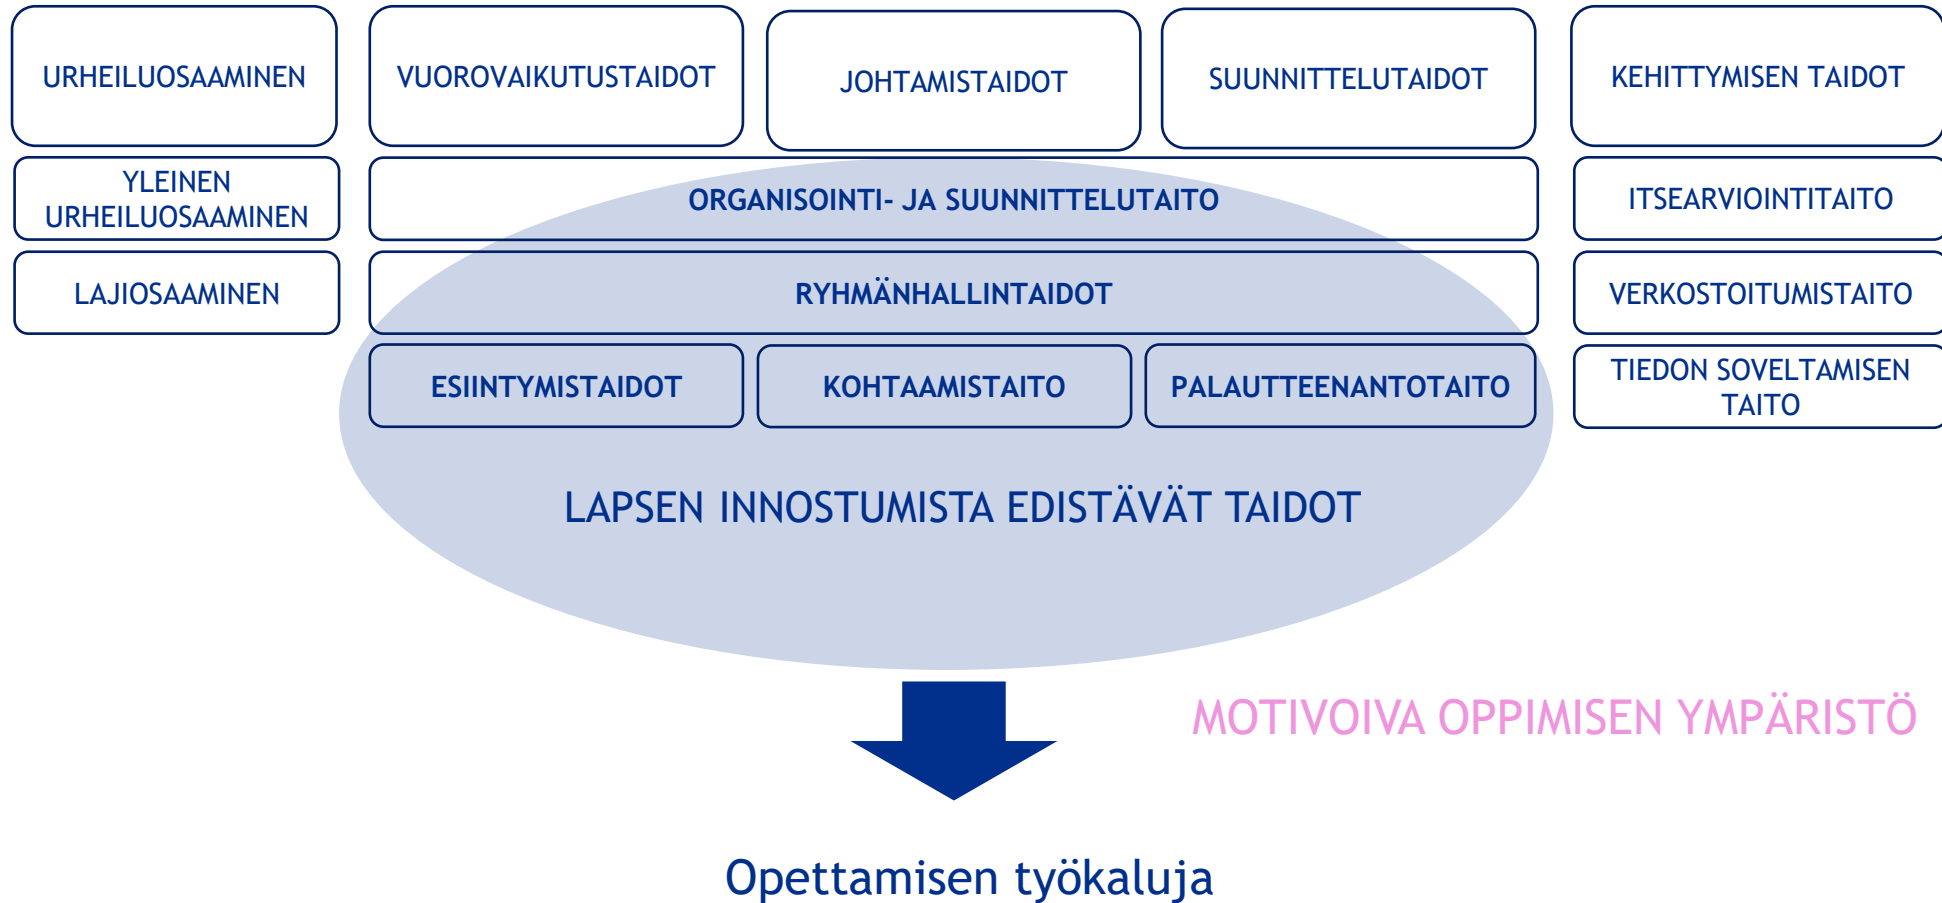 URHEILUOSAAMINEN
VUOROVAIKUTUSTAIDOT
JOHTAMISTAIDOT
SUUNNITTELUTAIDOT
KEHITTYMISEN TAIDOT
YLEINEN
URHEILUOSAAMINEN
ORGANISOINTI- JA SUUNNITTELUTAITO
ITSEARVIOINTITAITO
LAJIOSAAMINEN
RYHMÄNHALLINTAIDOT
VERKOSTOITUMISTAITO
ESIINTYMISTAIDOT
KOHTAAMISTAITO
PALAUTTEENANTOTAITO
TIEDON SOVELTAMISEN
TAITO
LAPSEN INNOSTUMISTA EDISTÄVÄT TAIDOT
MOTIVOIVA OPPIMISEN YMPÄRISTÖ
Opettamisen työkaluja